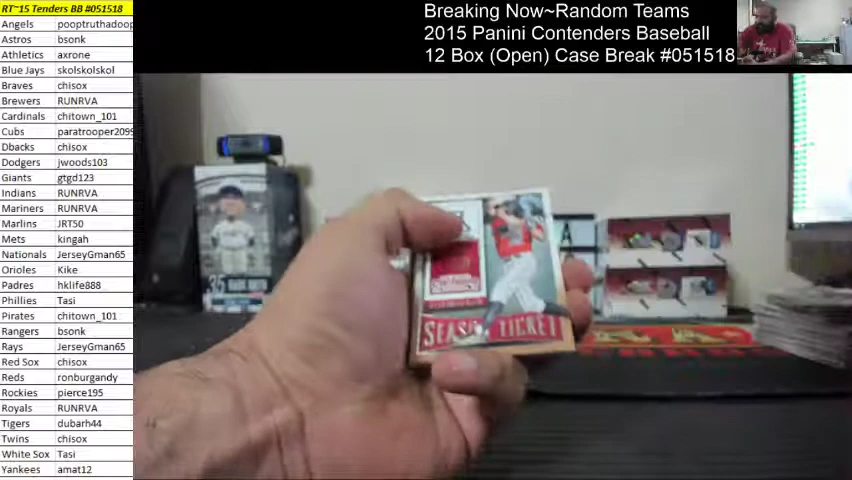 RT~15 Tenders BB #051518
Angels pooptruthadoop
Astros bsonk
Athletics axrone
Blue Jays skolskolskol
Braves chisox
Brewers RUNRVA
Cardinals chitown_101
Cubs paratrooper2099
Dbacks chisox
Dodgers jwoods103
Giants gtgd123
Indians RUNRVA
Mariners RUNRVA
Marlins JRT50
Mets kingah
Nationals JerseyGman65
Orioles Kike
Padres hklife888
Phillies Tasi
Pirates chitown_101
Rangers bsonk
Rays JerseyGman65
Red Sox chisox
Reds ronburgandy
Rockies pierce195
Royals RUNRVA
Tigers dubarh44
Twins chisox
White Sox Tasi
Yankees amat12
Breaking Now~Random Teams
2015 Panini Contenders Baseball
12 Box (Open) Case Break #051518
SEASON TICKET
35